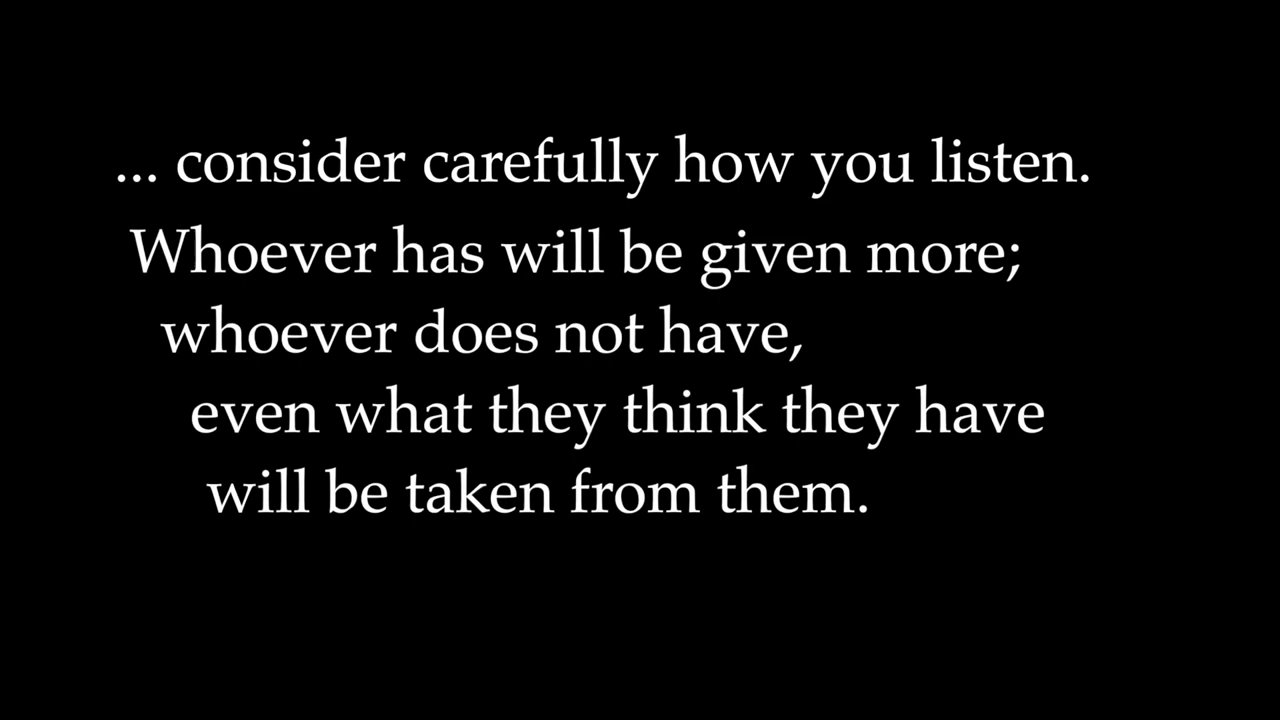 ... consider carefully how you listen.
Whoever has will be given more;
whoever does not have,
even what they think they have
will be taken from them.